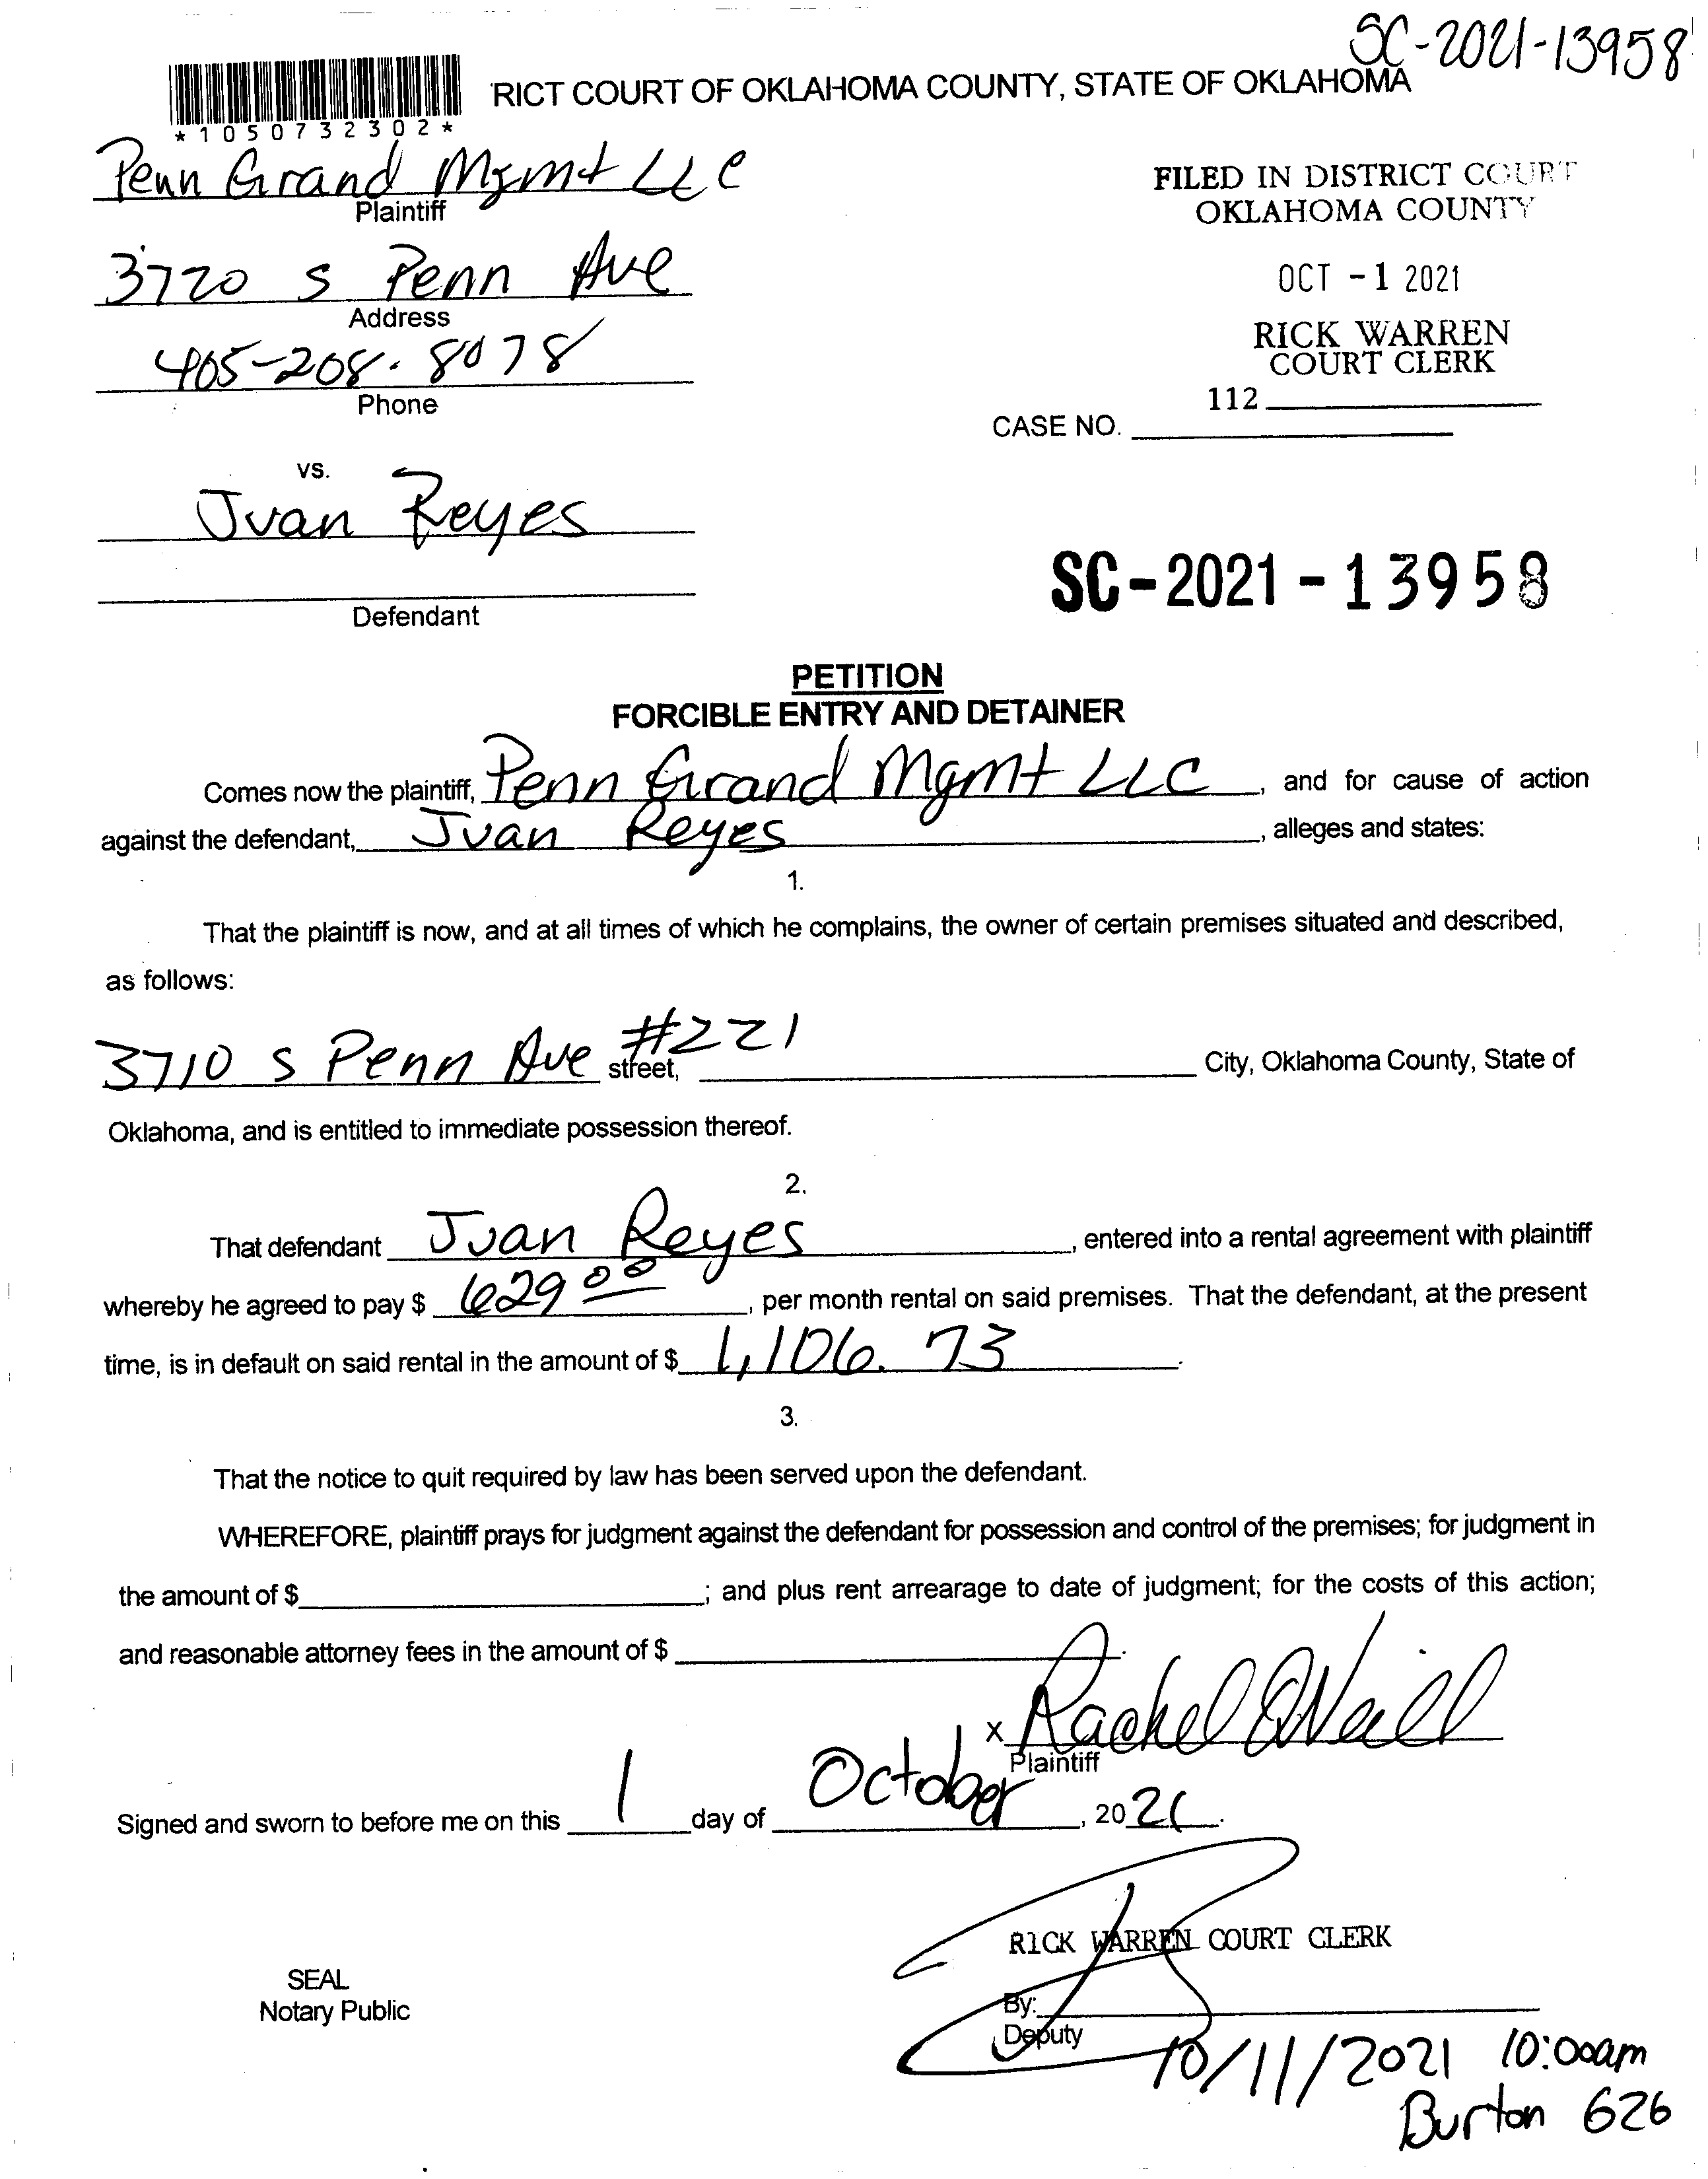 SC-2021-13958
RICT COURT OF OKLAHOMA COUNTY, STATE OF OKLAHOMA
*1050732302*
Penn Grand Mgmt LLC
Plaintiff
FILED IN DISTRICT COURT
OKLAHOMA COUNTY
3720 S Penn Ave
Address
OCT -1 2021
405-208-8078
Phone
RICK WARREN
COURT CLERK
112
CASE NO.
vs.
Juan Reyes
Defendant
SC-2021-13958
PETITION
FORCIBLE ENTRY AND DETAINER
Comes now the plaintiff, Penn Grand Mgmt LLC, and for cause of action
against the defendant, Juan Reyes, alleges and states:
1.
That the plaintiff is now, and at all times of which he complains, the owner of certain premises situated and described,
as follows:
3710 S Penn Ave #221 street, City, Oklahoma County, State of
Oklahoma, and is entitled to immediate possession thereof.
2.
That defendant Juan Reyes, entered into a rental agreement with plaintiff
whereby he agreed to pay $ 629 00, per month rental on said premises. That the defendant, at the present
time, is in default on said rental in the amount of $ 1,106.73.
3.
That the notice to quit required by law has been served upon the defendant.
WHEREFORE, plaintiff prays for judgment against the defendant for possession and control of the premises; for judgment in
the amount of $ ; and plus rent arrearage to date of judgment; for the costs of this action;
and reasonable attorney fees in the amount of $ .
X Rachel O'Neill
Plaintiff
Signed and sworn to before me on this 1 day of October, 2021.
RICK WARREN COURT CLERK
SEAL
Notary Public
By:
Deputy
10/11/2021 10:00am
Burton 626